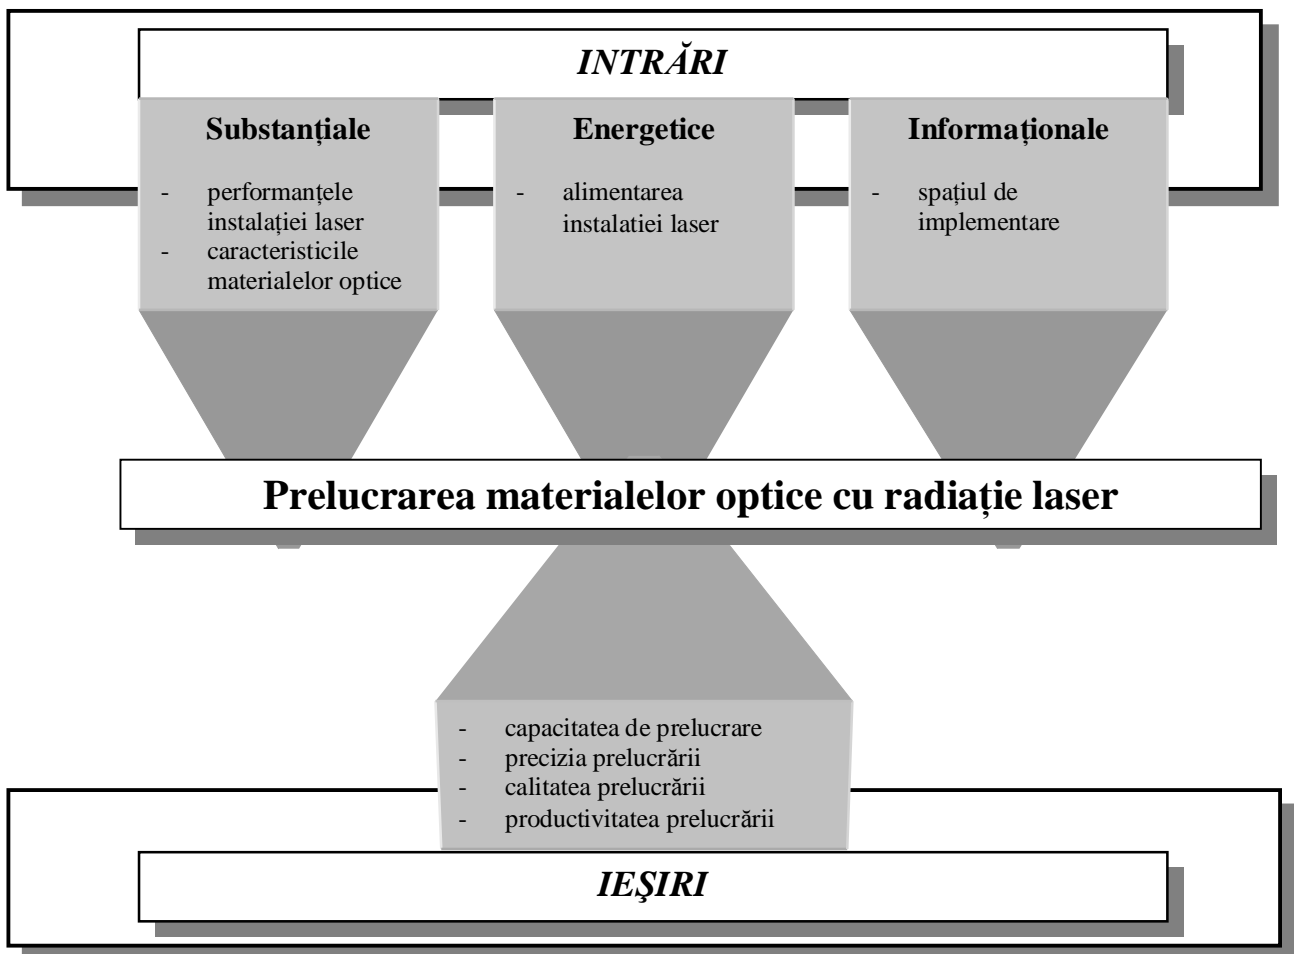 INTRĂRI
Substanțiale
- performanțele
instalației laser
- caracteristicile
materialelor optice
Energetice
- alimentarea
instalatiei laser
Informaționale
- spațiul de
implementare
Prelucrarea materialelor optice cu radiație laser
- capacitatea de prelucrare
- precizia prelucrării
- calitatea prelucrării
- productivitatea prelucrării
IEŞIRI